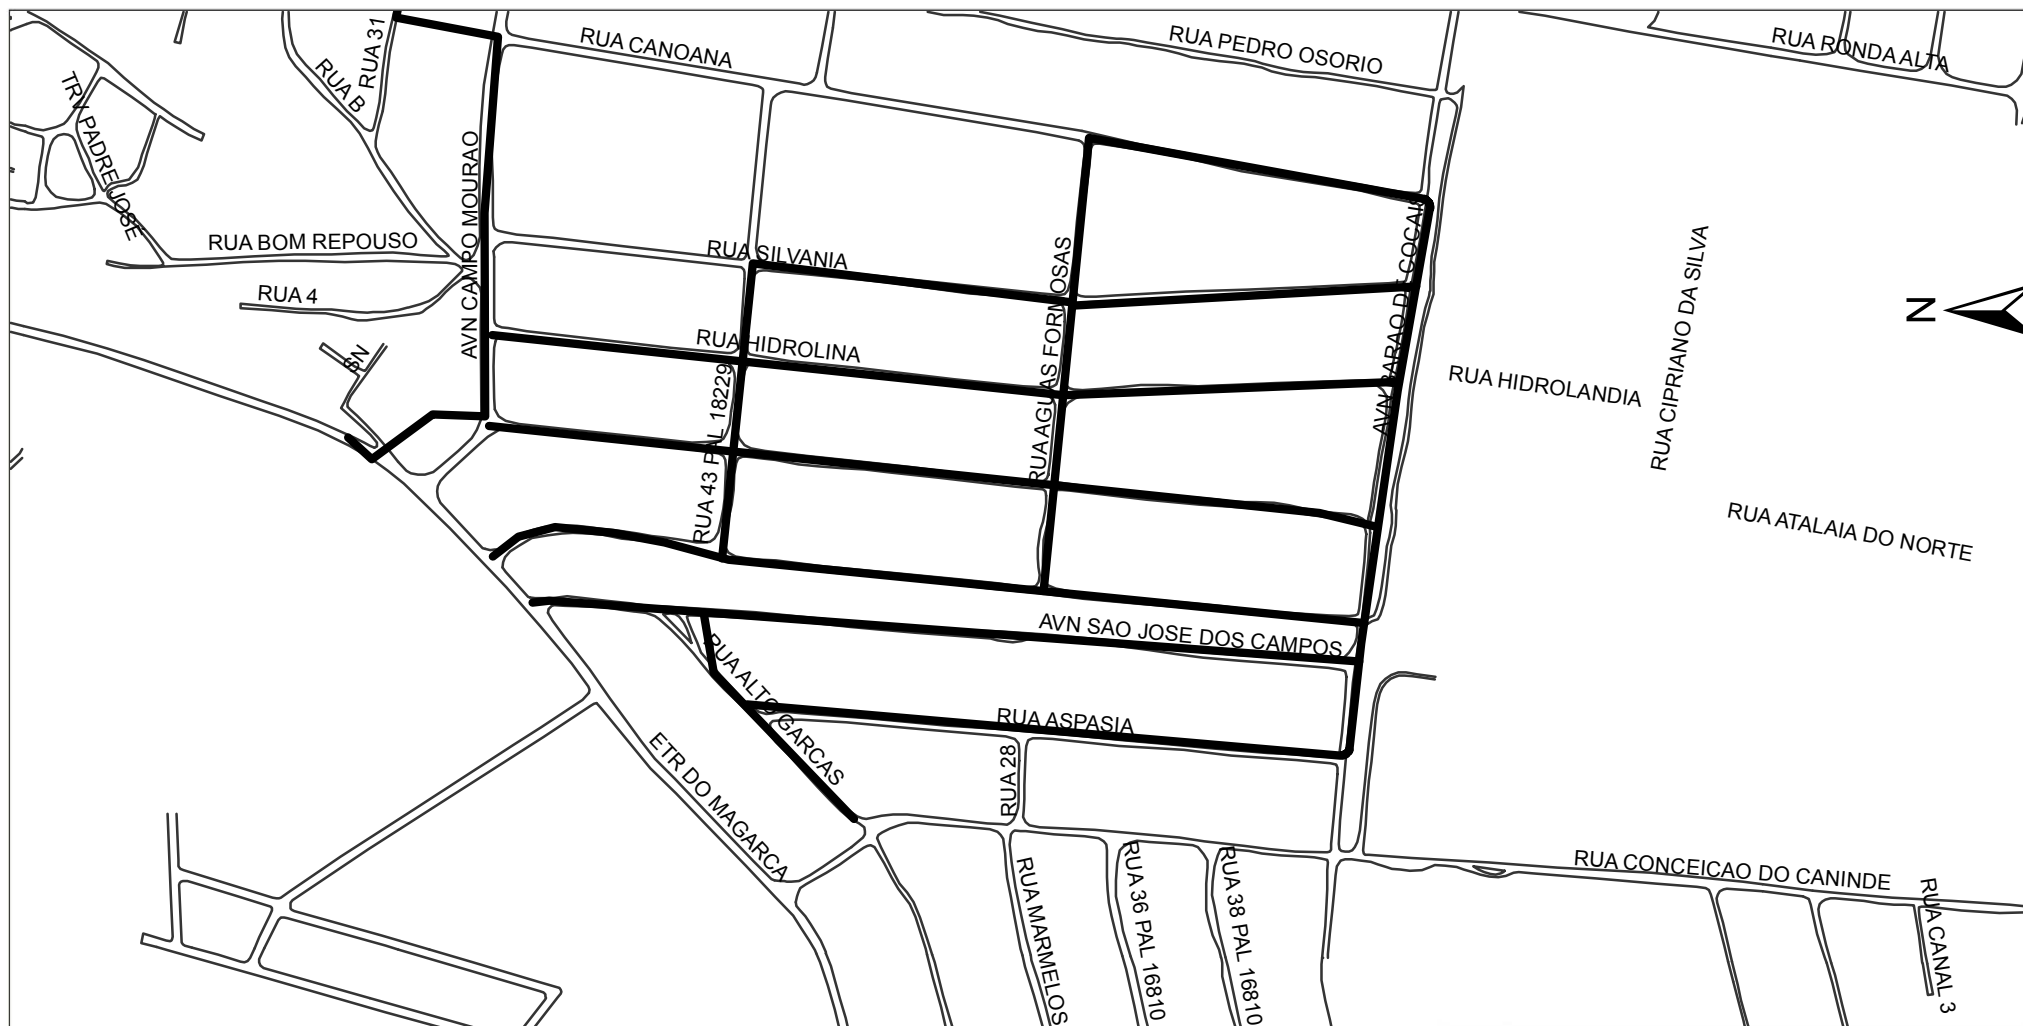 RUA 31
RUA CANOANA
RUA PEDRO OSORIO
RUA RONDA ALTA
RUA B
TRV PADRE JOSE
AVN CAMPO MOURAO
RUA BOM REPOUSO
RUA SILVANIA
RUA AGUAS FORMOSAS
AVN BARAO DE COCAIS
RUA CIPRIANO DA SILVA
RUA 4
N
SN
RUA HIDROLINA
RUA HIDROLANDIA
RUA 43 PAL 18229
RUA ATALAIA DO NORTE
AVN SAO JOSE DOS CAMPOS
RUA ALTO GARCAS
RUA ASPASIA
ETR DO MAGARCA
RUA 28
RUA MARMELOS
RUA 36 PAL 16810
RUA 38 PAL 16810
RUA CONCEICAO DO CANINDE
RUA CANAL 3